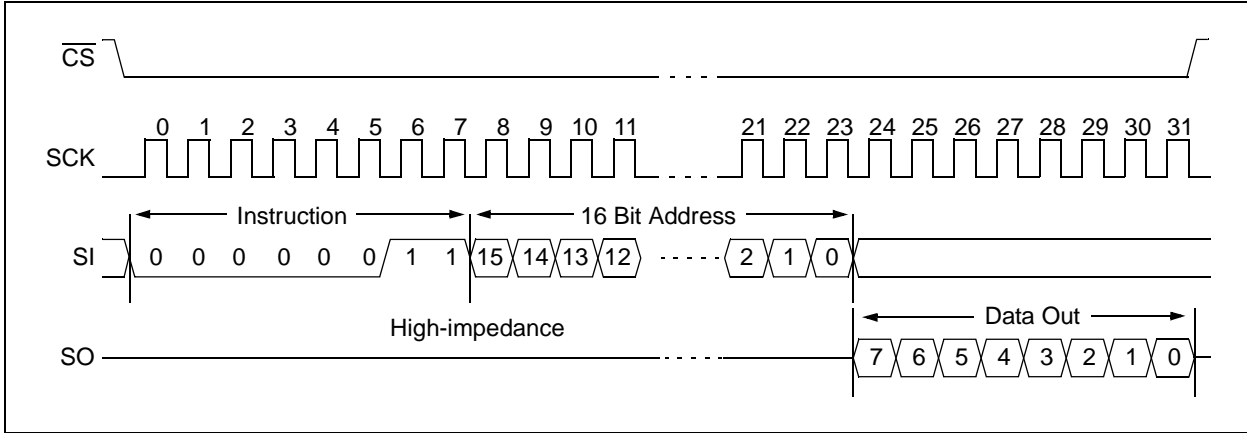 CS
0 1 2 3 4 5 6 7 8 9 10 11 21 22 23 24 25 26 27 28 29 30 31
SCK
Instruction 16 Bit Address
SI 0 0 0 0 0 0 1 1 15 14 13 12 2 1 0
High-impedance Data Out
SO 7 6 5 4 3 2 1 0